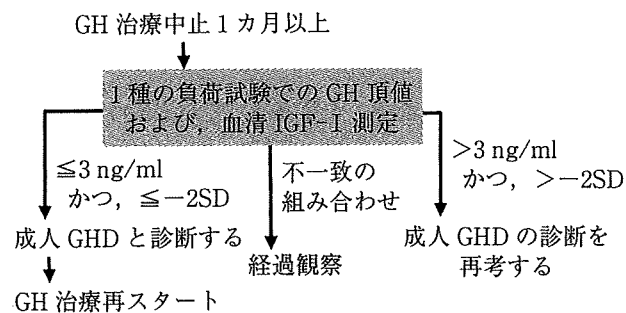 GH 治療中止 1 カ月以上
1 種の負荷試験での GH 頂値
および，血清 IGF-I 測定
≦3 ng/ml
かつ，≦−2SD
不一致の
組み合わせ
>3 ng/ml
かつ，>−2SD
成人 GHD と診断する
経過観察
成人 GHD の診断を
再考する
GH 治療再スタート